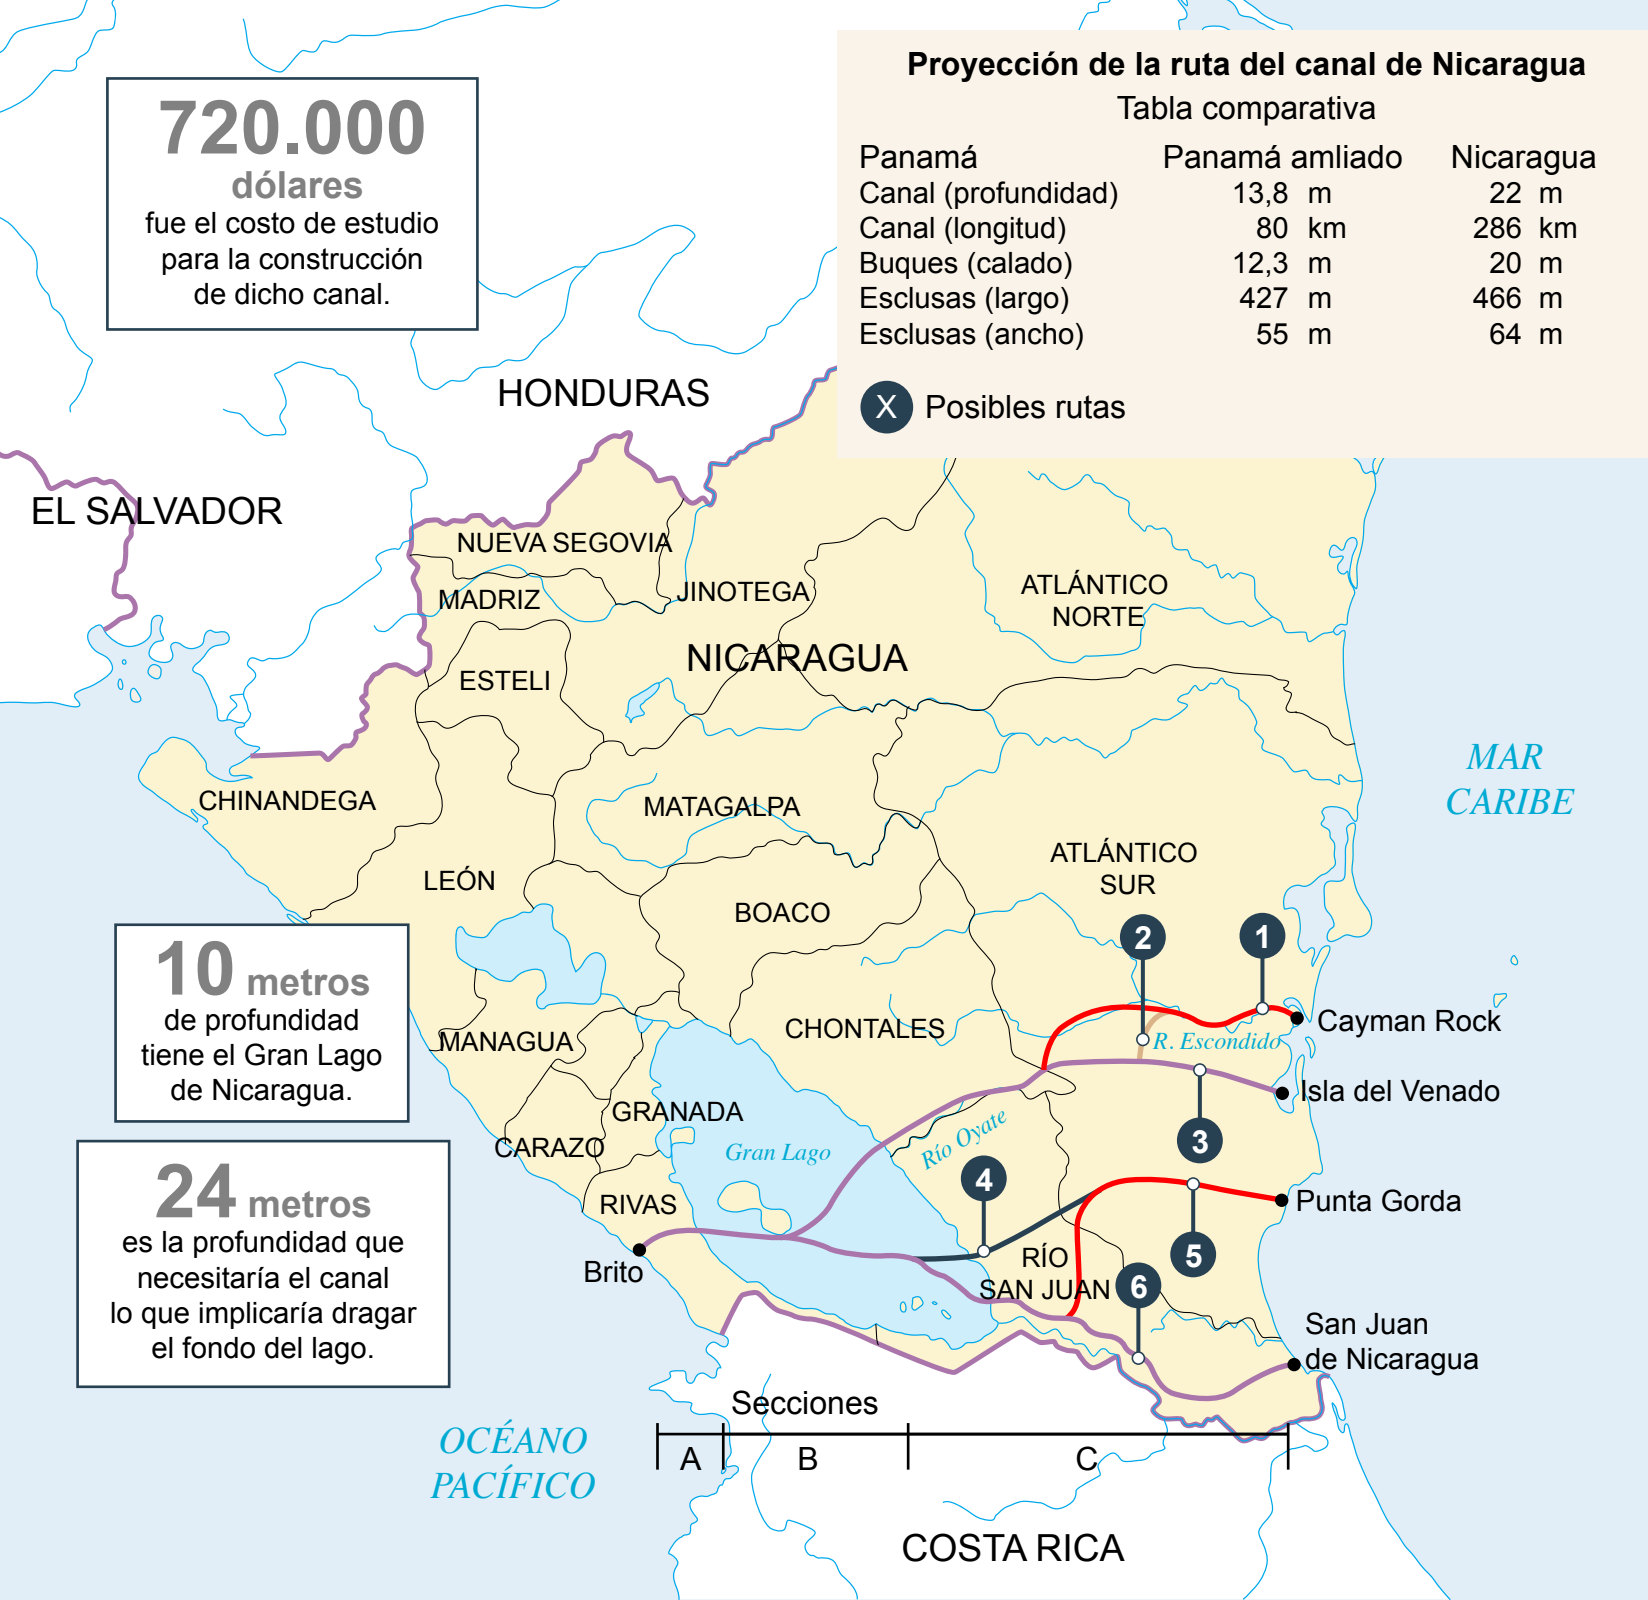 Proyección de la ruta del canal de Nicaragua
Tabla comparativa
Panamá Panamá amliado Nicaragua
Canal (profundidad) 13,8 m 22 m
Canal (longitud) 80 km 286 km
Buques (calado) 12,3 m 20 m
Esclusas (largo) 427 m 466 m
Esclusas (ancho) 55 m 64 m
X Posibles rutas
720.000
dólares
fue el costo de estudio
para la construcción
de dicho canal.
HONDURAS
EL SALVADOR
NUEVA SEGOVIA
MADRIZ
JINOTEGA
ATLÁNTICO
NORTE
NICARAGUA
ESTELI
MAR
CARIBE
CHINANDEGA
MATAGALPA
LEÓN
ATLÁNTICO
SUR
BOACO
10 metros
de profundidad
tiene el Gran Lago
de Nicaragua.
2
1
MANAGUA
CHONTALES
R. Escondido
Cayman Rock
Isla del Venado
GRANADA
CARAZO
Gran Lago
Río Oyate
3
4
24 metros
es la profundidad que
necesitaría el canal
lo que implicaría dragar
el fondo del lago.
RIVAS
Punta Gorda
Brito
5
RÍO
SAN JUAN
6
San Juan
de Nicaragua
Secciones
A B C
OCÉANO
PACÍFICO
COSTA RICA